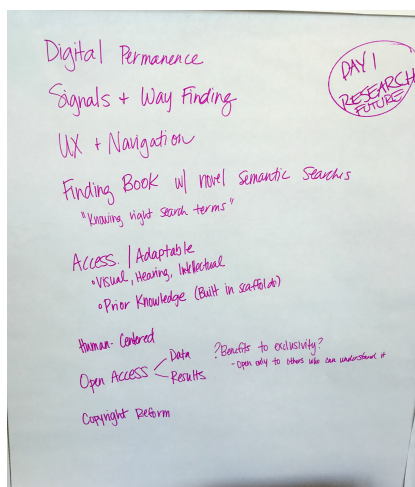 Digital Permanence
DAY 1
RESEARCH
FUTURE
Signals + Way Finding
UX + Navigation
Finding Book w/ novel Semantic Searches
"Knowing right search terms"
Access. / Adaptable
• Visual, Hearing, Intellectual
• Prior Knowledge (Built in scaffolds)
Human-Centered
Open Access
Data
Results
? Benefits to exclusivity?
- Open only to others who can understand it
Copyright Reform